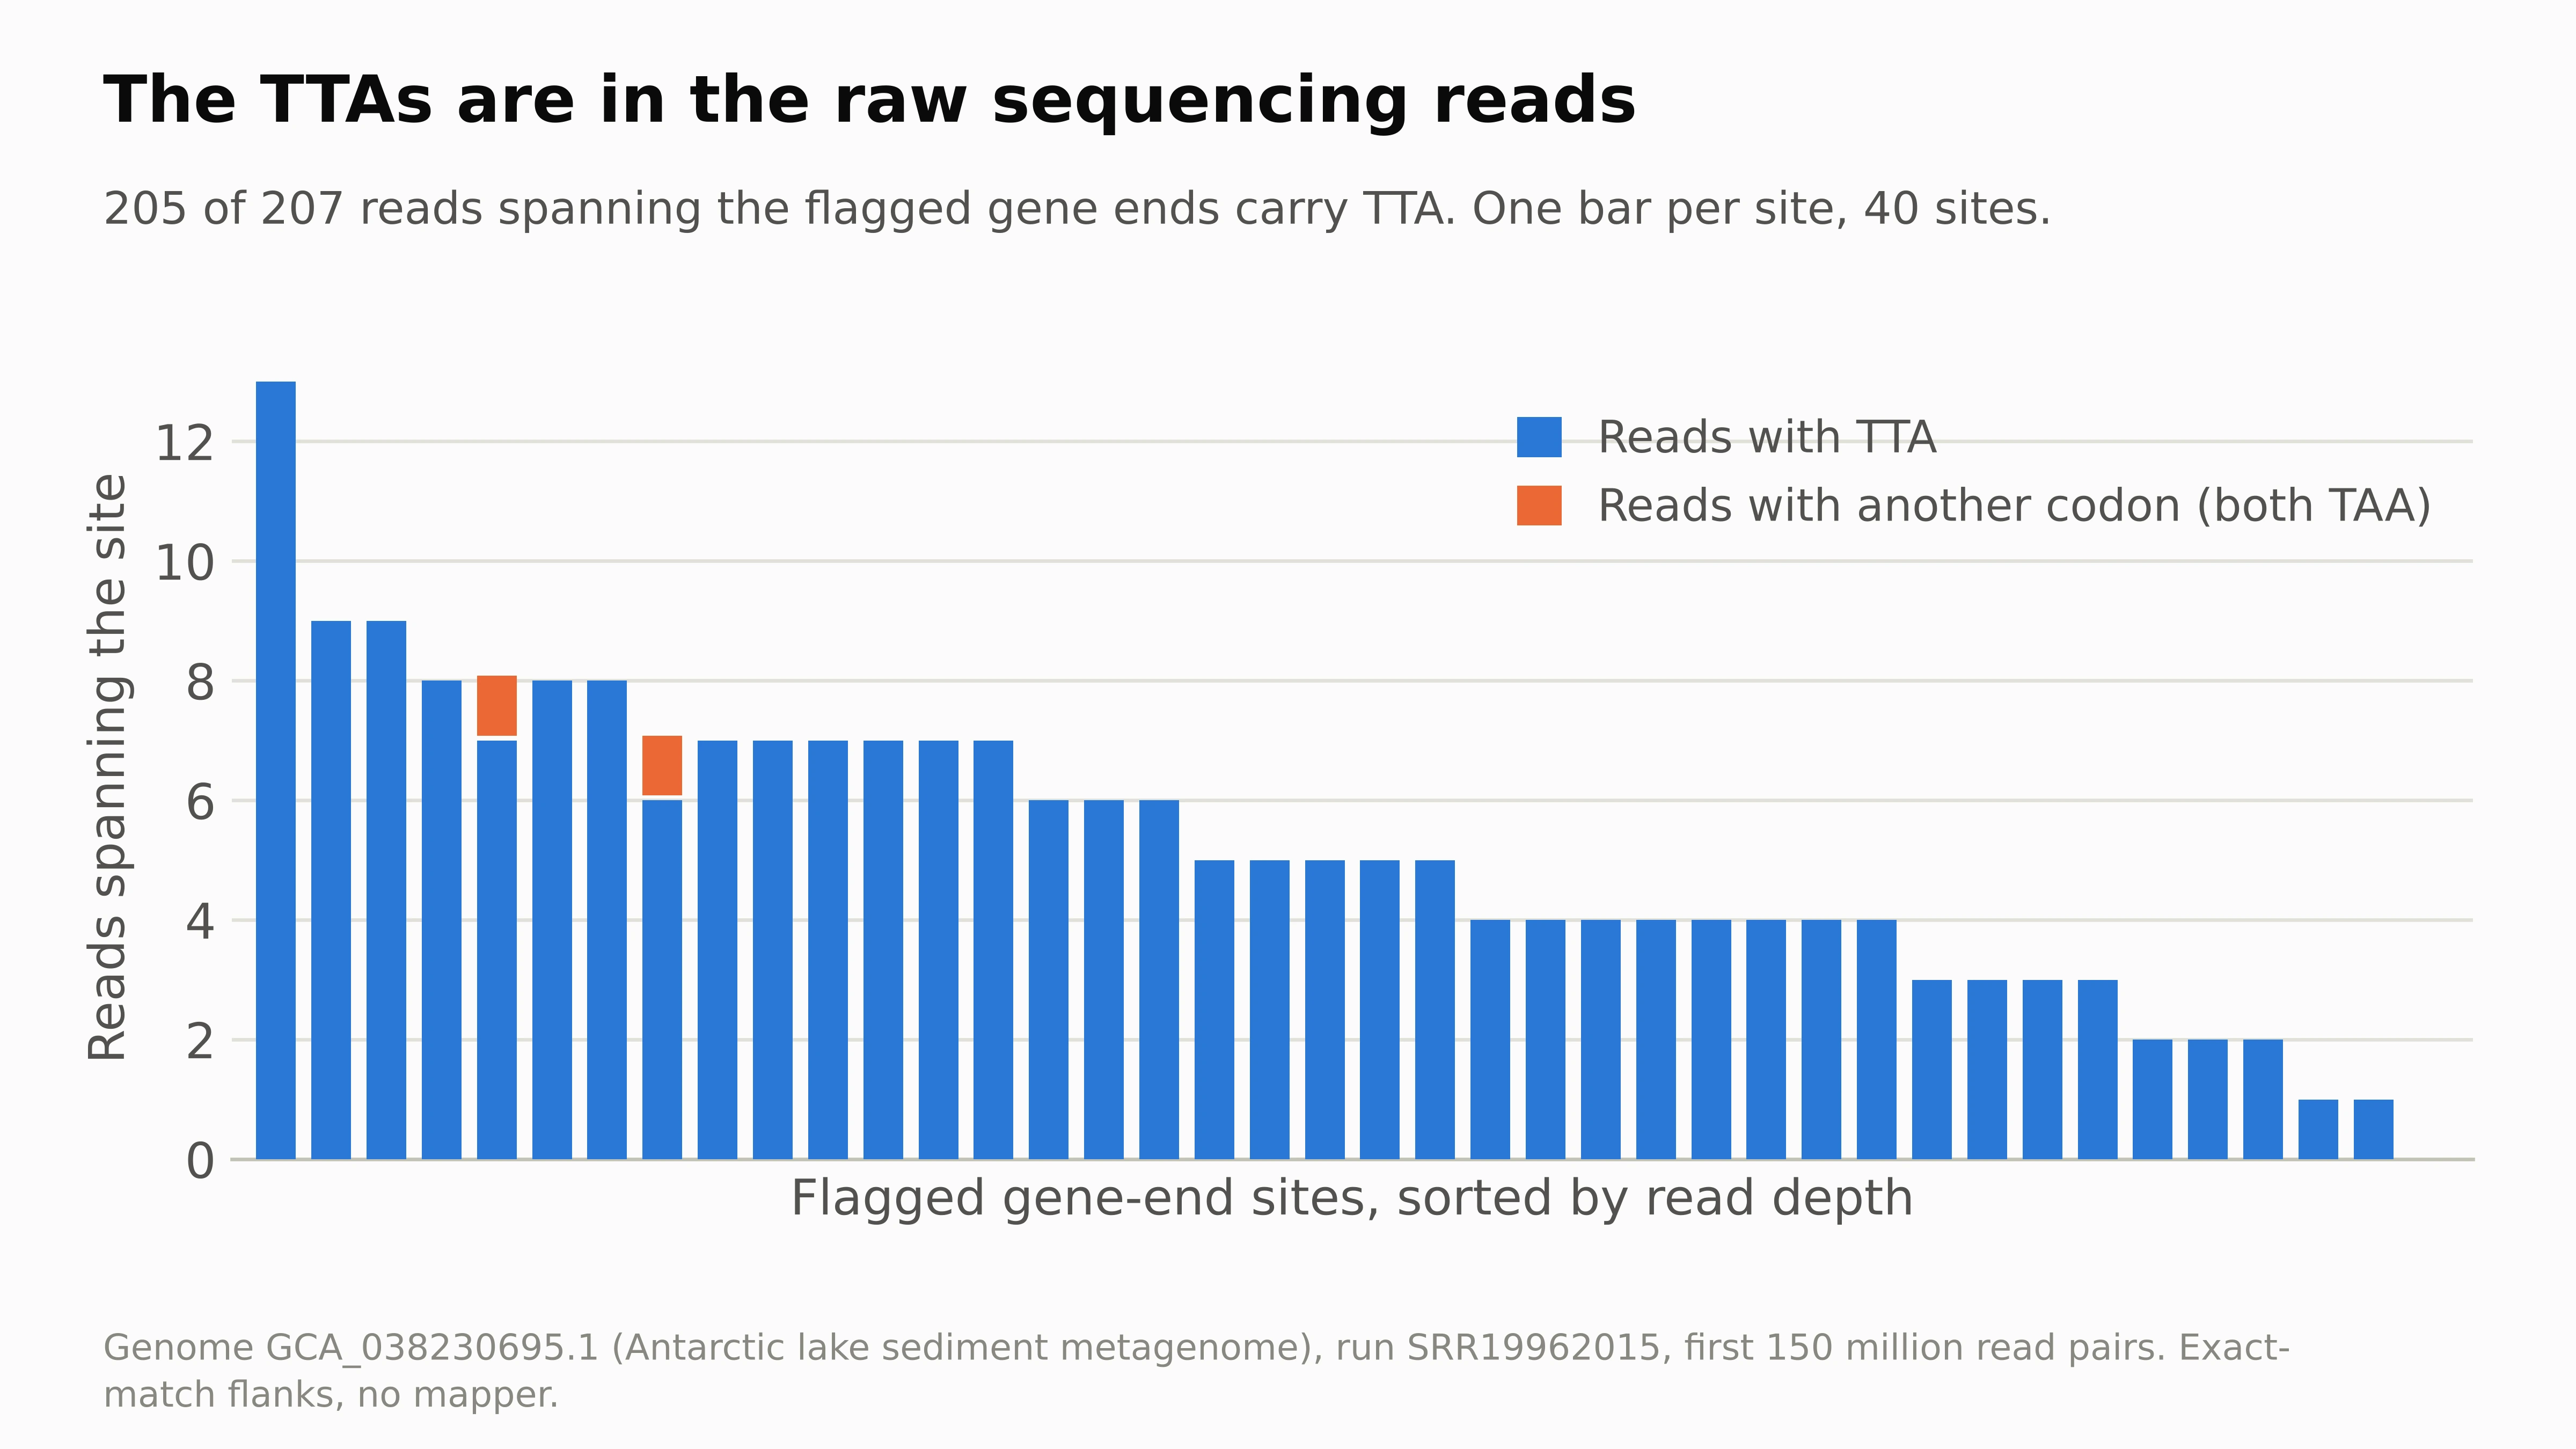 The TTAs are in the raw sequencing reads
205 of 207 reads spanning the flagged gene ends carry TTA. One bar per site, 40 sites.
Reads spanning the site
12
10
8
6
4
2
0
Reads with TTA
Reads with another codon (both TAA)
Flagged gene-end sites, sorted by read depth
Genome GCA_038230695.1 (Antarctic lake sediment metagenome), run SRR19962015, first 150 million read pairs. Exact-
match flanks, no mapper.